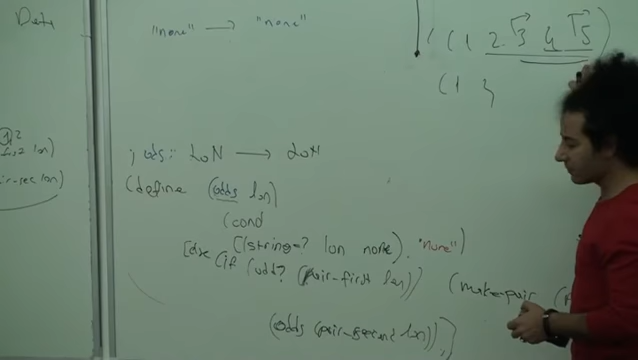 Data
"none" → "none"
( ( 1 2 3 4 5 )
( 1 3
lon)
; odds : LoN → LoN
(define (odds lon)
(cond
[(string=? lon none) "none")
[else (if (odd? (pair-first lon)) (make-pair
(odds (pair-second lon)) ]